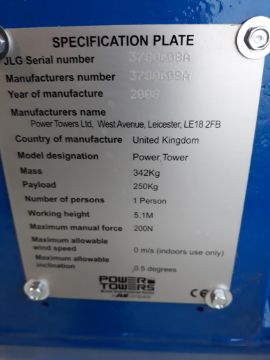 SPECIFICATION PLATE
JLG Serial number
Manufacturers number
Year of manufacture 2008
Manufacturers name
Power Towers Ltd, West Avenue, Leicester, LE18 2FB
Country of manufacture United Kingdom
Model designation Power Tower
Mass 342Kg
Payload 250Kg
Number of persons 1 Person
Working height 5.1M
Maximum manual force 200N
Maximum allowable
wind speed 0 m/s (indoors use only)
Maximum allowable
inclination 0.5 degrees
POWER
TOWERS
CE